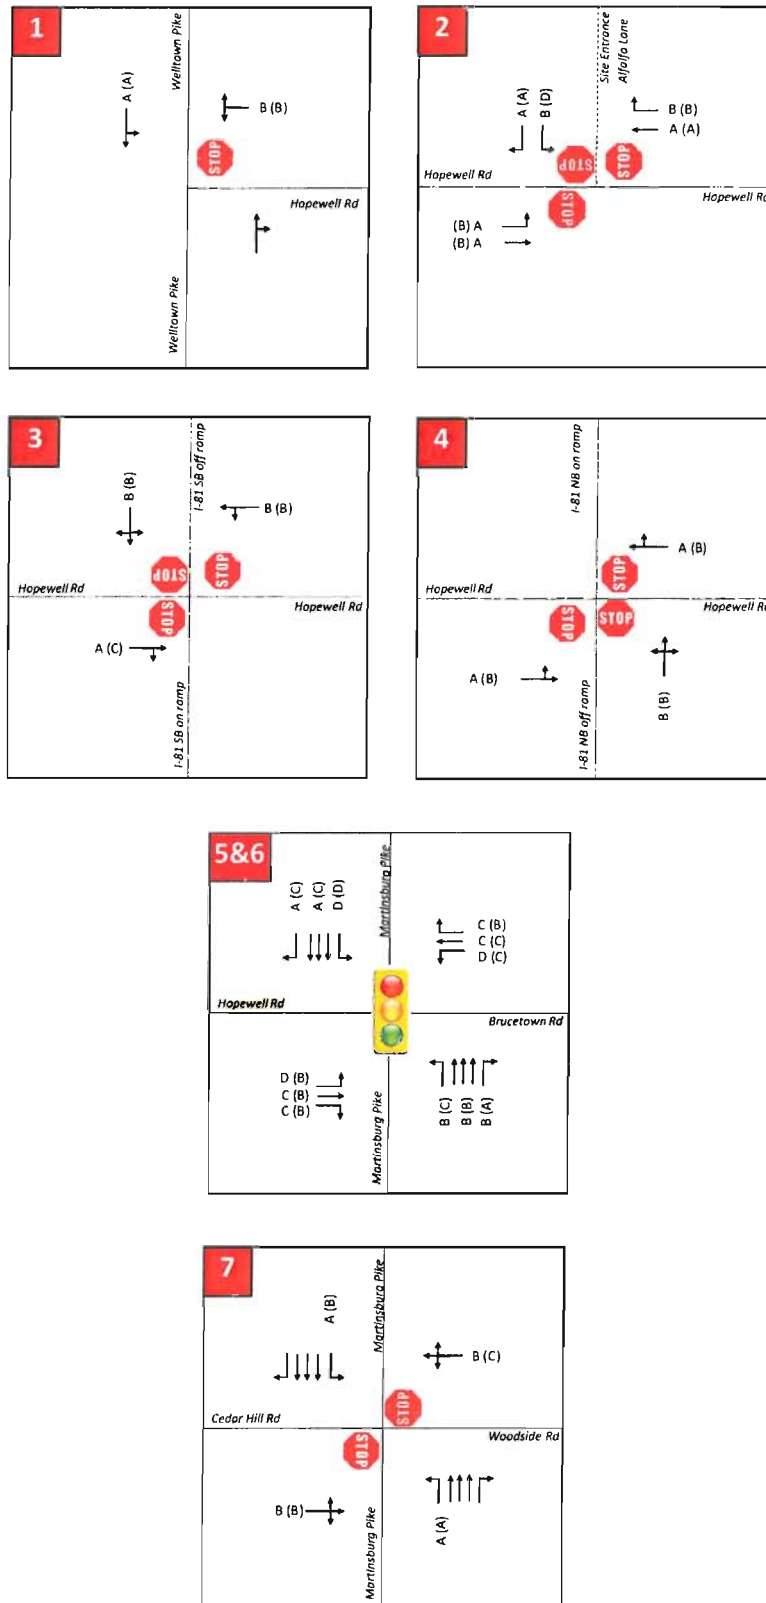 1
Welltown Pike
A (A)
B (B)
STOP
Hopewell Rd
Welltown Pike
2
Site Entrance
Alfalfa Lane
A (A)
B (D)
B (B)
A (A)
STOP
STOP
Hopewell Rd
Hopewell Rd
STOP
(B) A
(B) A
3
I-81 SB off ramp
B (B)
B (B)
STOP
STOP
Hopewell Rd
Hopewell Rd
STOP
A (C)
I-81 SB on ramp
4
I-81 NB on ramp
A (B)
STOP
Hopewell Rd
Hopewell Rd
STOP
STOP
A (B)
B (B)
I-81 NB off ramp
5&6
Martinsburg Pike
A (C)
A (C)
D (D)
C (B)
C (C)
D (C)
Hopewell Rd
Brucetown Rd
D (B)
C (B)
C (B)
B (C)
B (B)
B (A)
Martinsburg Pike
7
Martinsburg Pike
A (B)
B (C)
STOP
Cedar Hill Rd
Woodside Rd
STOP
B (B)
A (A)
Martinsburg Pike